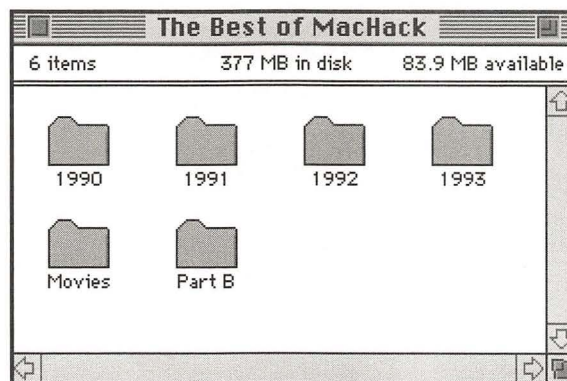 The Best of MacHack
6 items 377 MB in disk 83.9 MB available
1990 1991 1992 1993
Movies Part B